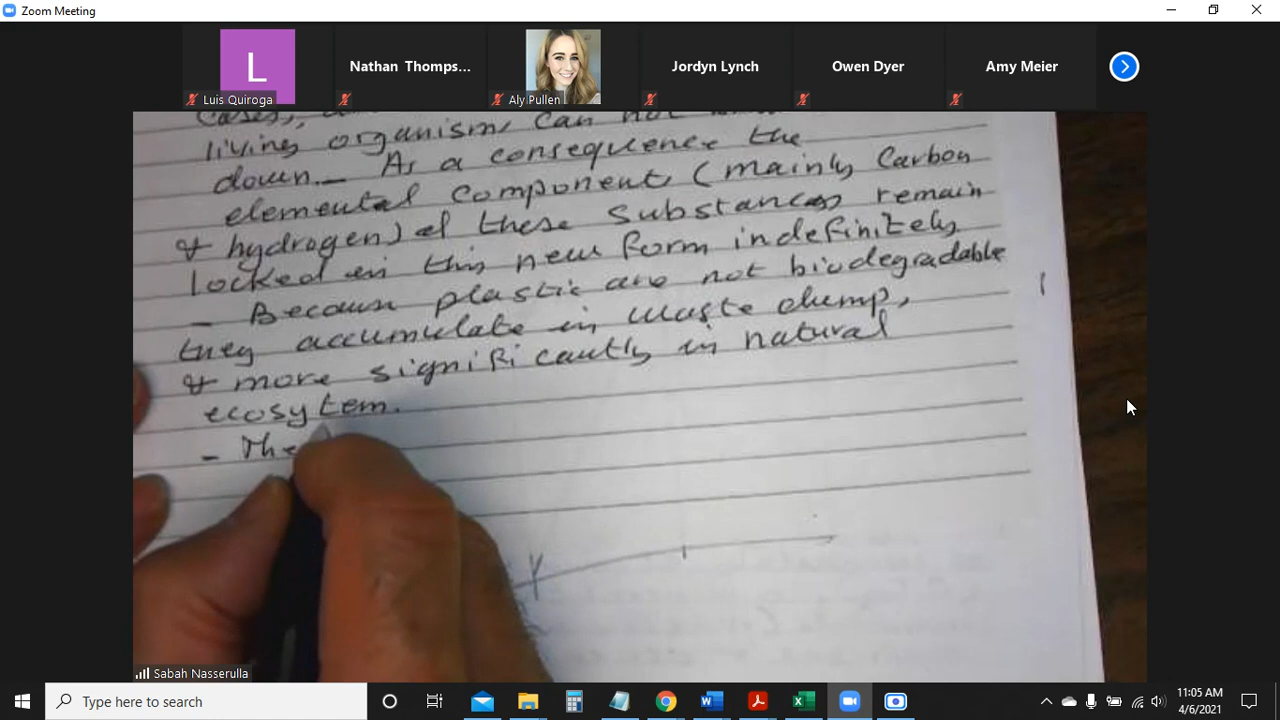 Zoom Meeting
L
Luis Quiroga
Nathan Thomps...
Aly Pullen
Jordyn Lynch
Owen Dyer
Amy Meier
cases,
living organisms can not
down - As a consequence the
elemental component (mainly Carbon
& hydrogen) of these substances remain
locked in this new form indefinitely
- Because plastic are not biodegradable
they accumulate in waste dump,
& more significantly in natural
ecosytem.
- The
Sabah Nasserulla
Type here to search
11:05 AM
4/6/2021